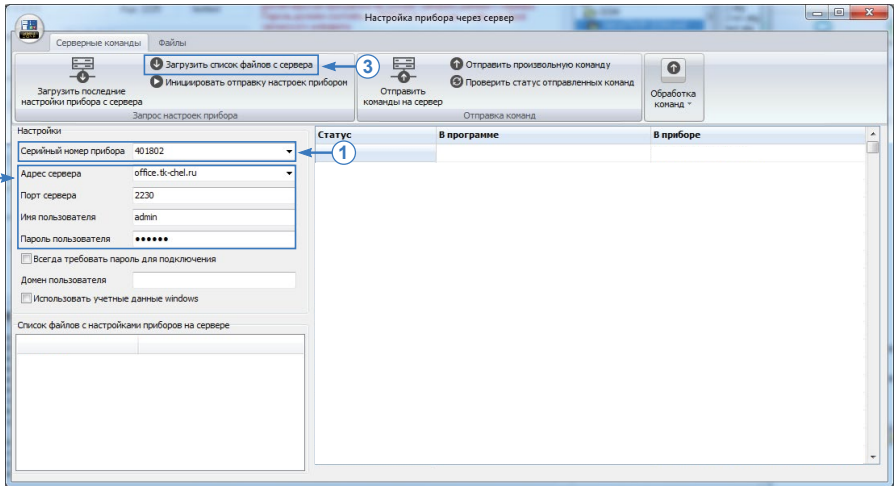 Настройка прибора через сервер
Серверные команды
Файлы
Загрузить последние
настройки прибора с сервера
Загрузить список файлов с сервера
Инициировать отправку настроек прибором
Запрос настроек прибора
3
Отправить
команды на сервер
Отправить произвольную команду
Проверить статус отправленных команд
Отправка команд
Обработка
команд
Настройки
Серийный номер прибора 401802
1
Адрес сервера office.tk-chel.ru
Порт сервера 2230
Имя пользователя admin
Пароль пользователя ••••••
Всегда требовать пароль для подключения
Домен пользователя
Использовать учетные данные windows
Список файлов с настройками приборов на сервере
Статус В программе В приборе